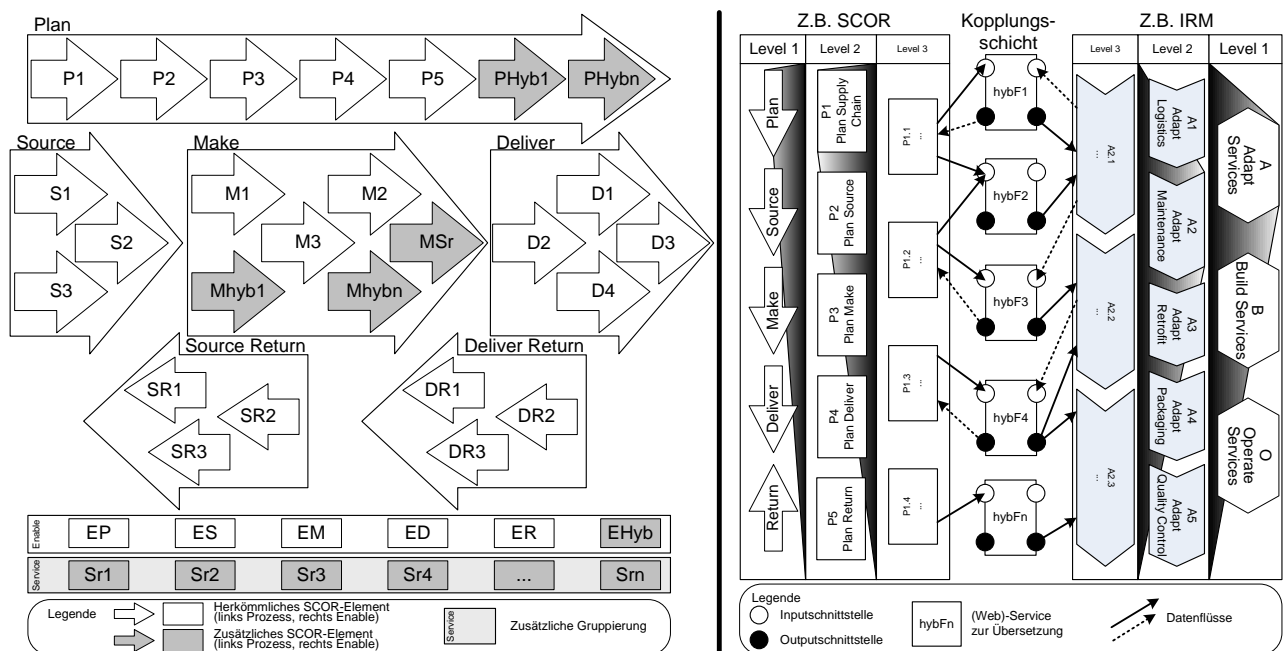 Plan
P1
P2
P3
P4
P5
PHyb1
PHybn
Source
Make
Deliver
S1
S2
S3
M1
M2
M3
MSr
Mhyb1
Mhybn
D1
D2
D3
D4
Source Return
Deliver Return
SR1
SR2
SR3
DR1
DR2
DR3
Enable
EP
ES
EM
ED
ER
EHyb
Service
Sr1
Sr2
Sr3
Sr4
...
Srn
Legende
Herkömmliches SCOR-Element
(links Prozess, rechts Enable)
Zusätzliches SCOR-Element
(links Prozess, rechts Enable)
Service
Zusätzliche Gruppierung
Z.B. SCOR
Kopplungs-
schicht
Z.B. IRM
Level 1
Level 2
Level 3
Level 3
Level 2
Level 1
Plan
Source
Make
Deliver
Return
P1
Plan Supply
Chain
P2
Plan Source
P3
Plan Make
P4
Plan Deliver
P5
Plan Return
P1.1
...
P1.2
...
P1.3
...
P1.4
...
hybF1
hybF2
hybF3
hybF4
hybFn
A2.1
...
A2.2
...
A2.3
...
A1
Adapt
Logistics
A2
Adapt
Maintenance
A3
Adapt
Retrofit
A4
Adapt
Packaging
A5
Adapt
Quality Control
A
Adapt
Services
B
Build Services
O
Operate
Services
Legende
Inputschnittstelle
Outputschnittstelle
hybFn
(Web)-Service
zur Übersetzung
Datenflüsse